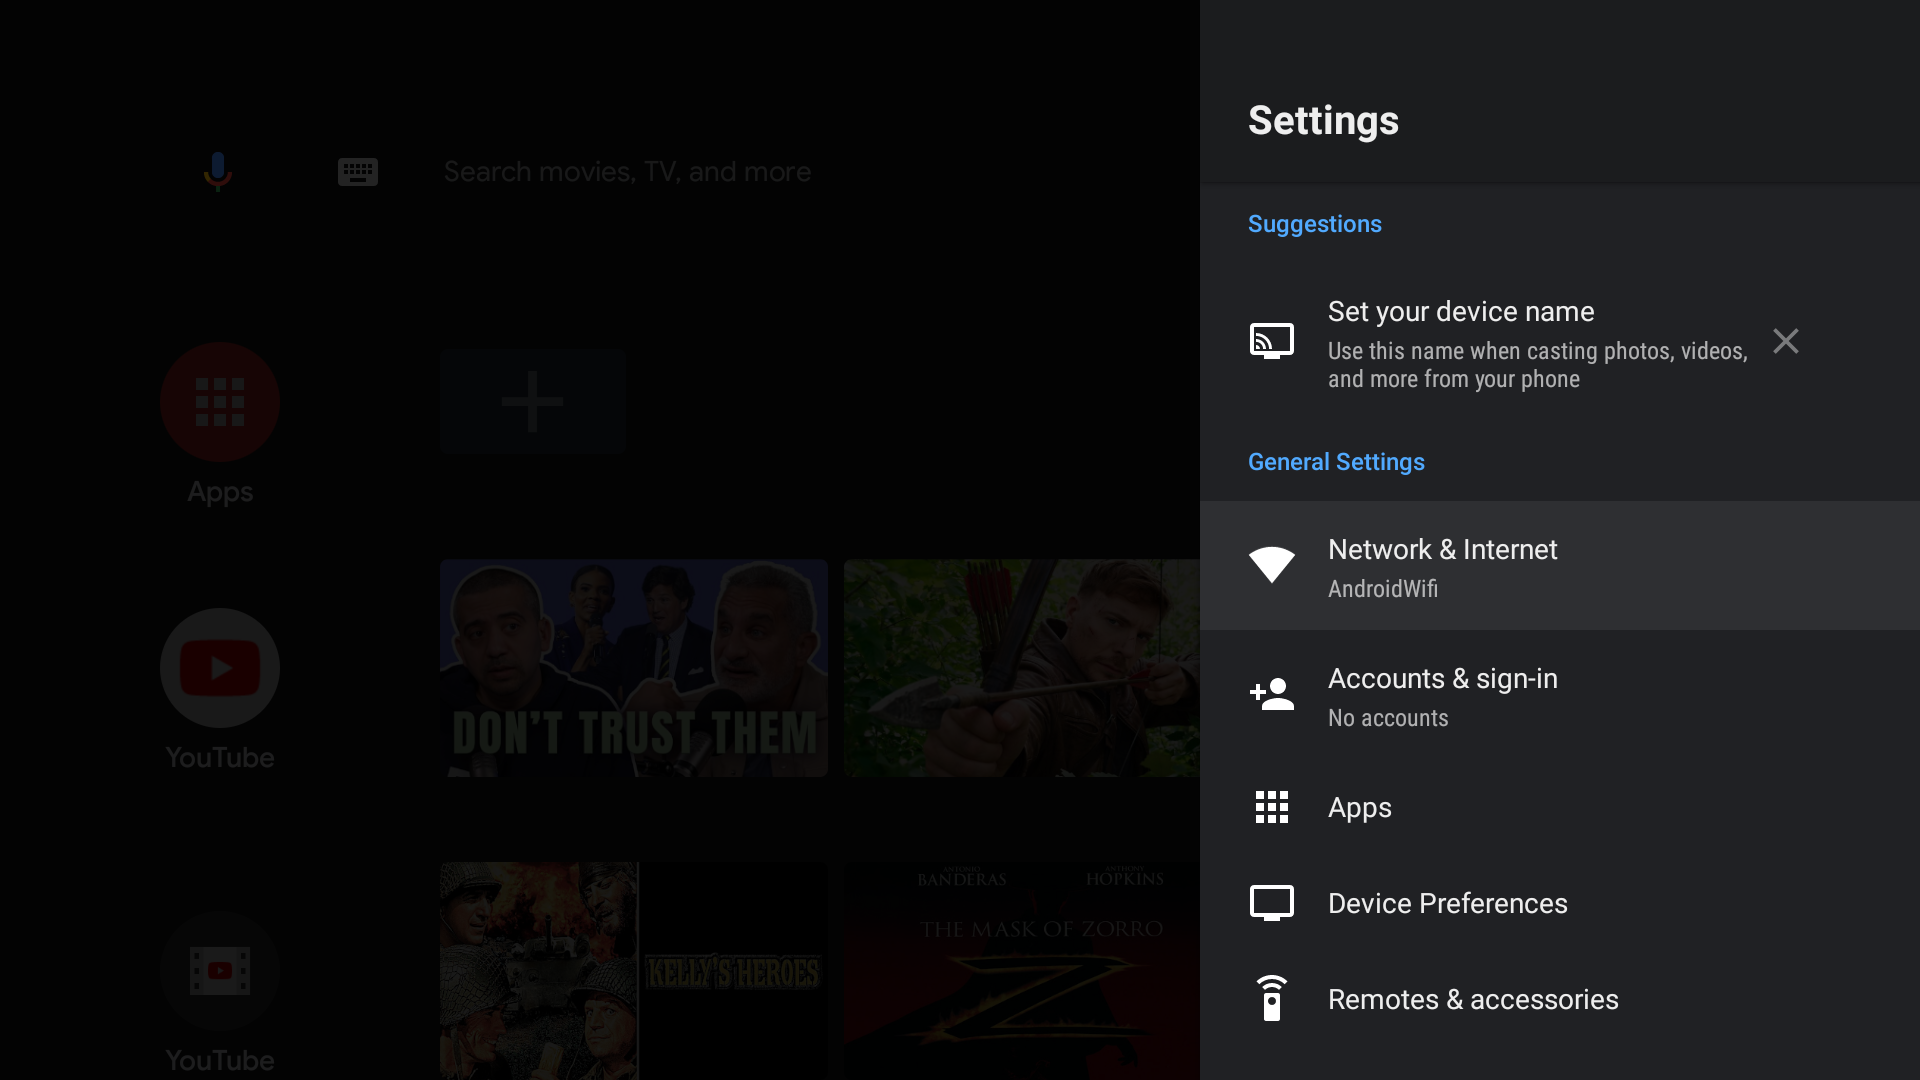 Search movies, TV, and more
Apps
YouTube
DON'T TRUST THEM
YouTube
KELLY'S HEROES
ANTONIO
BANDERAS
ANTHONY
HOPKINS
THE MASK OF ZORRO
Settings
Suggestions
Set your device name
Use this name when casting photos, videos,
and more from your phone
General Settings
Network & Internet
AndroidWifi
Accounts & sign-in
No accounts
Apps
Device Preferences
Remotes & accessories